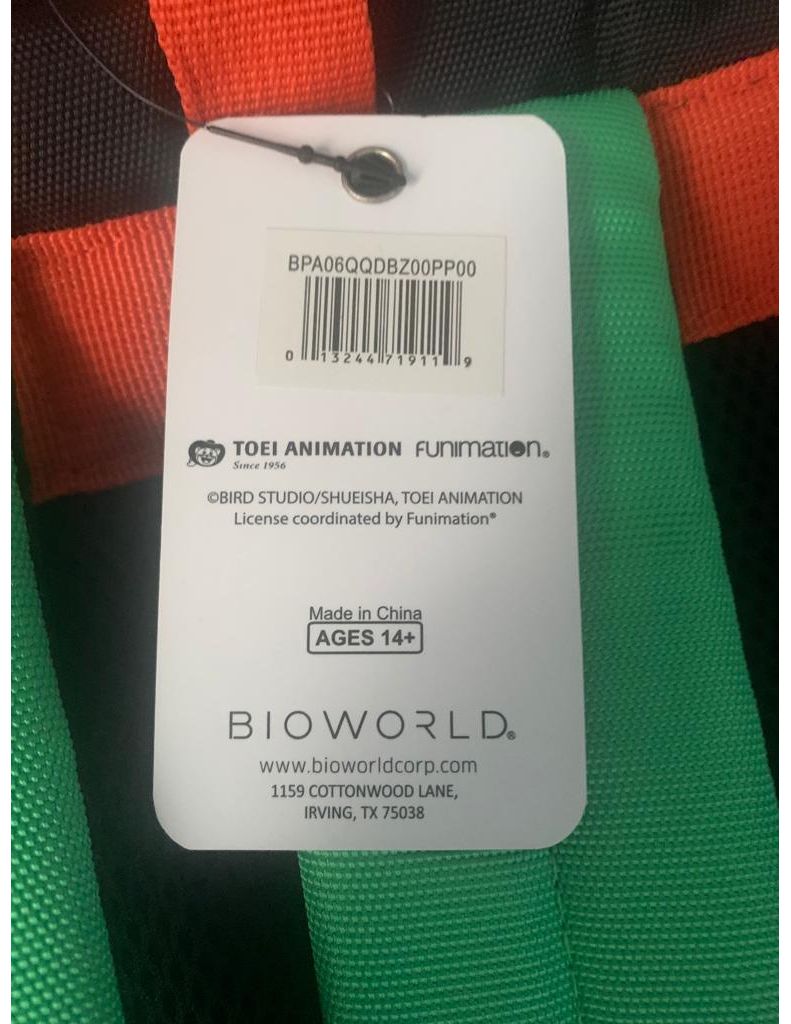 BPA06QQDBZ00PP00
0 13244 71911 9
TOEI ANIMATION FUNIMATION®
Since 1956
©BIRD STUDIO/SHUEISHA, TOEI ANIMATION
License coordinated by Funimation®
Made in China
AGES 14+
BIOWORLD®
www.bioworldcorp.com
1159 COTTONWOOD LANE,
IRVING, TX 75038